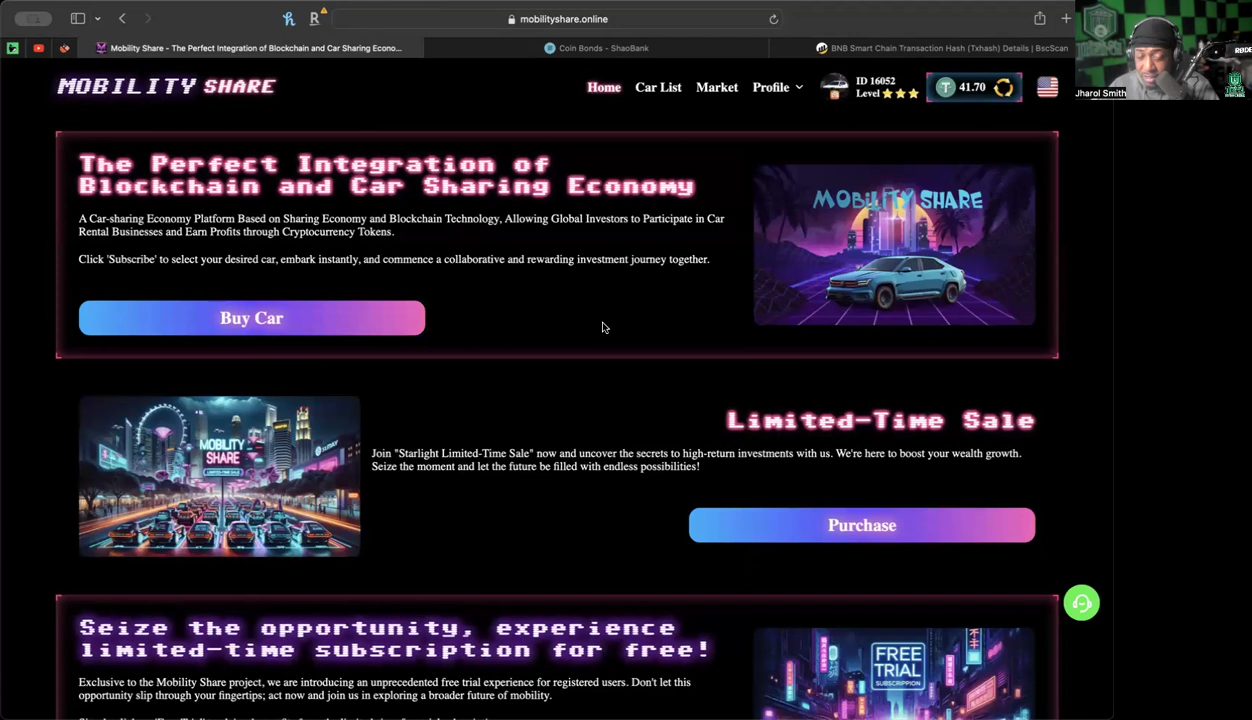 mobilityshare.online
Mobility Share - The Perfect Integration of Blockchain and Car Sharing Econo...
Coin Bonds - ShaoBank
BNB Smart Chain Transaction Hash (Txhash) Details | BscScan
RØDE
Jharol Smith
MOBILITY SHARE
Home
Car List
Market
Profile
ID 16052
Level
41.70
The Perfect Integration of
Blockchain and Car Sharing Economy
A Car-sharing Economy Platform Based on Sharing Economy and Blockchain Technology, Allowing Global Investors to Participate in Car
Rental Businesses and Earn Profits through Cryptocurrency Tokens.
Click 'Subscribe' to select your desired car, embark instantly, and commence a collaborative and rewarding investment journey together.
Buy Car
MOBILITY SHARE
MOBILITY
SHARE
Limited-Time Sale
Join "Starlight Limited-Time Sale" now and uncover the secrets to high-return investments with us. We're here to boost your wealth growth.
Seize the moment and let the future be filled with endless possibilities!
Purchase
Seize the opportunity, experience
limited-time subscription for free!
Exclusive to the Mobility Share project, we are introducing an unprecedented free trial experience for registered users. Don't let this
opportunity slip through your fingertips; act now and join us in exploring a broader future of mobility.
FREE
TRIAL
SUBSCRIPPION